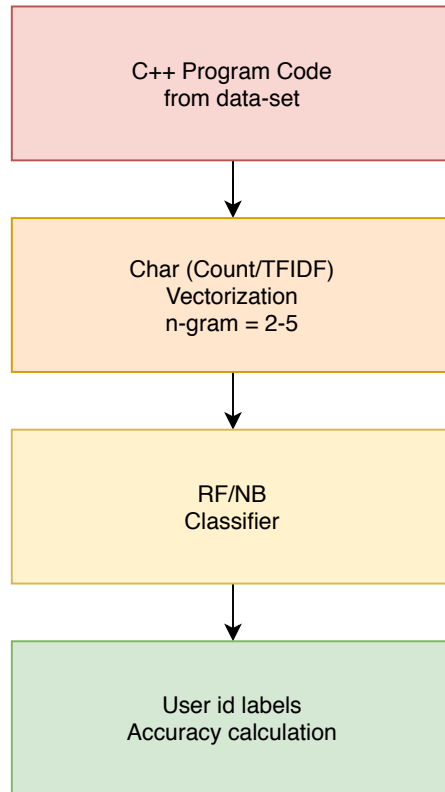 C++ Program Code
from data-set
Char (Count/TFIDF)
Vectorization
n-gram = 2-5
RF/NB
Classifier
User id labels
Accuracy calculation